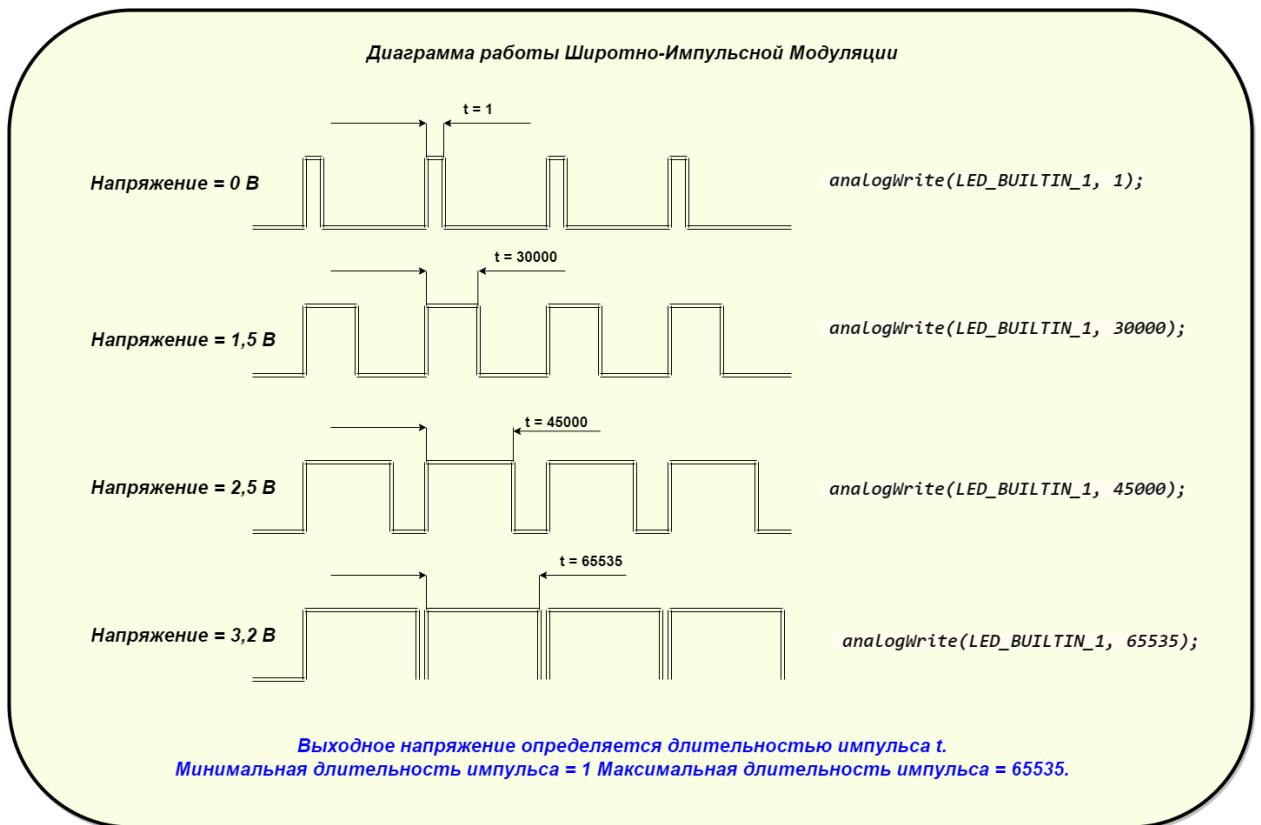 Диаграмма работы Широтно-Импульсной Модуляции
t = 1
Напряжение = 0 В
analogWrite(LED_BUILTIN_1, 1);
t = 30000
Напряжение = 1,5 В
analogWrite(LED_BUILTIN_1, 30000);
t = 45000
Напряжение = 2,5 В
analogWrite(LED_BUILTIN_1, 45000);
t = 65535
Напряжение = 3,2 В
analogWrite(LED_BUILTIN_1, 65535);
Выходное напряжение определяется длительностью импульса t.
Минимальная длительность импульса = 1 Максимальная длительность импульса = 65535.